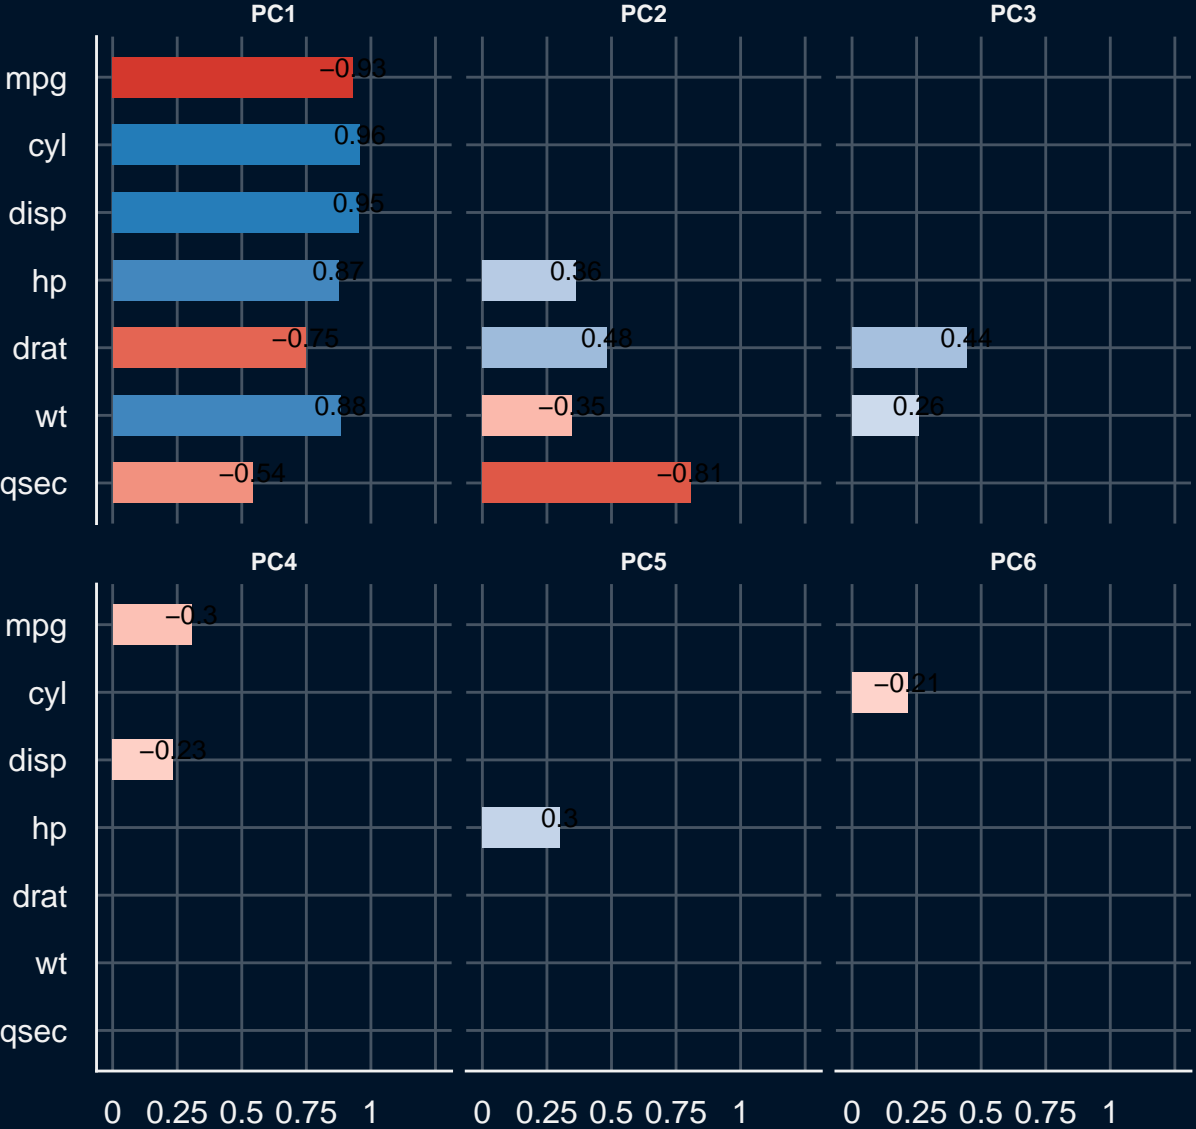 PC1 PC2 PC3
mpg −0.93
cyl 0.96
disp 0.95
hp 0.87 0.36
drat −0.75 0.48 0.44
wt 0.88 −0.35 0.26
qsec −0.54 −0.81
PC4 PC5 PC6
mpg −0.3
cyl −0.21
disp −0.23
hp 0.3
drat
wt
qsec
0 0.25 0.5 0.75 1 0 0.25 0.5 0.75 1 0 0.25 0.5 0.75 1